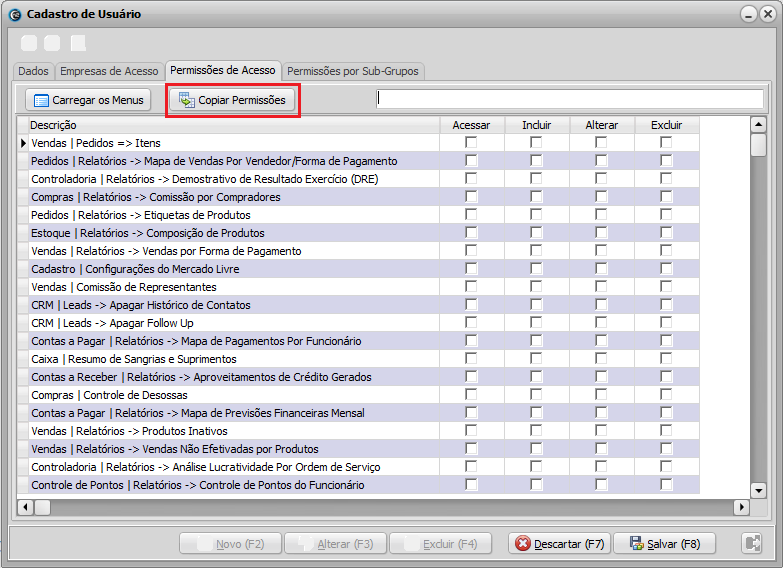 Cadastro de Usuário
Dados Empresas de Acesso Permissões de Acesso Permissões por Sub-Grupos
Carregar os Menus Copiar Permissões
Descrição Acessar Incluir Alterar Excluir
Vendas | Pedidos => Itens
Pedidos | Relatórios -> Mapa de Vendas Por Vendedor/Forma de Pagamento
Controladoria | Relatórios -> Demostrativo de Resultado Exercício (DRE)
Compras | Relatórios -> Comissão por Compradores
Pedidos | Relatórios -> Etiquetas de Produtos
Estoque | Relatórios -> Composição de Produtos
Vendas | Relatórios -> Vendas por Forma de Pagamento
Cadastro | Configurações do Mercado Livre
Vendas | Comissão de Representantes
CRM | Leads -> Apagar Histórico de Contatos
CRM | Leads -> Apagar Follow Up
Contas a Pagar | Relatórios -> Mapa de Pagamentos Por Funcionário
Caixa | Resumo de Sangrias e Suprimentos
Contas a Receber | Relatórios -> Aproveitamentos de Crédito Gerados
Compras | Controle de Desossas
Contas a Pagar | Relatórios -> Mapa de Previsões Financeiras Mensal
Vendas | Relatórios -> Produtos Inativos
Vendas | Relatórios -> Vendas Não Efetivadas por Produtos
Controladoria | Relatórios -> Análise Lucratividade Por Ordem de Serviço
Controle de Pontos | Relatórios -> Controle de Pontos do Funcionário
Novo (F2) Alterar (F3) Excluir (F4) Descartar (F7) Salvar (F8)